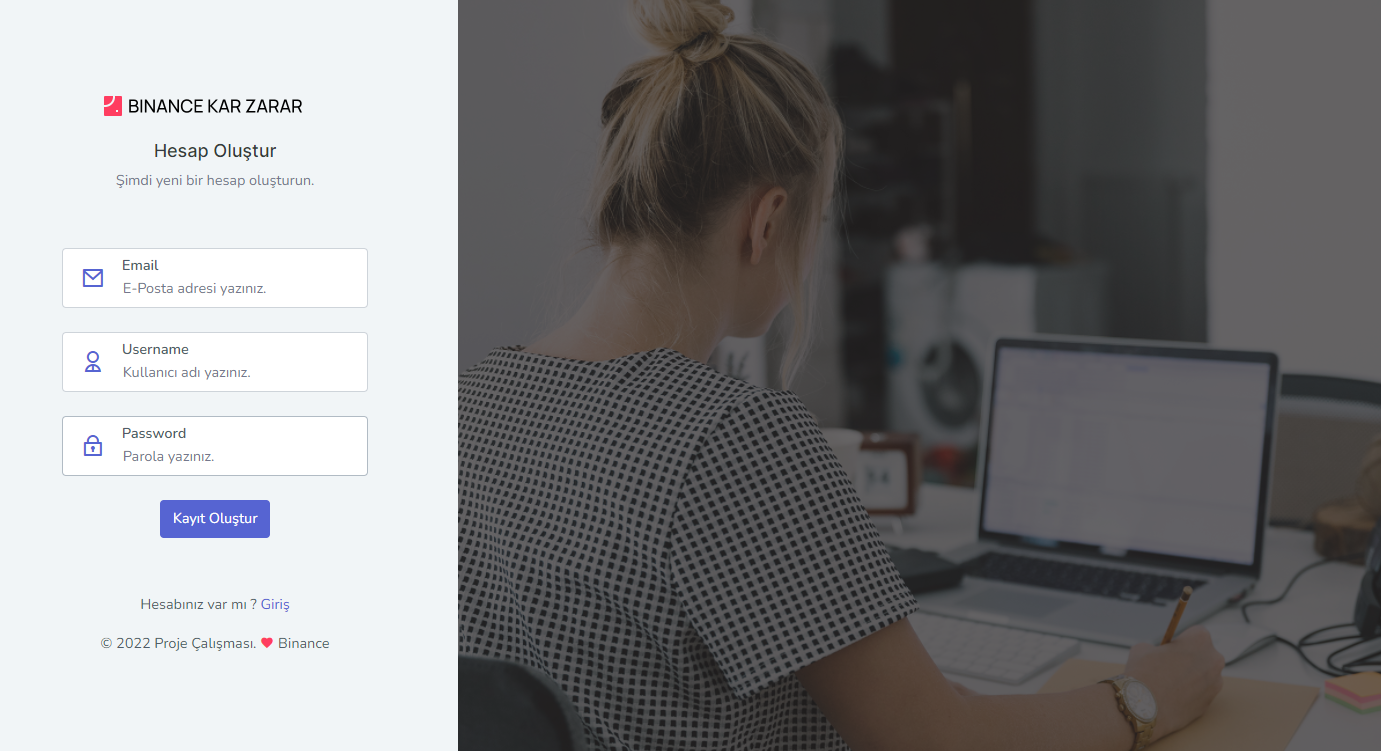 BINANCE KAR ZARAR
Hesap Oluştur
Şimdi yeni bir hesap oluşturun.
Email
E-Posta adresi yazınız.
Username
Kullanıcı adı yazınız.
Password
Parola yazınız.
Kayıt Oluştur
Hesabınız var mı ? Giriş
© 2022 Proje Çalışması. ♥ Binance